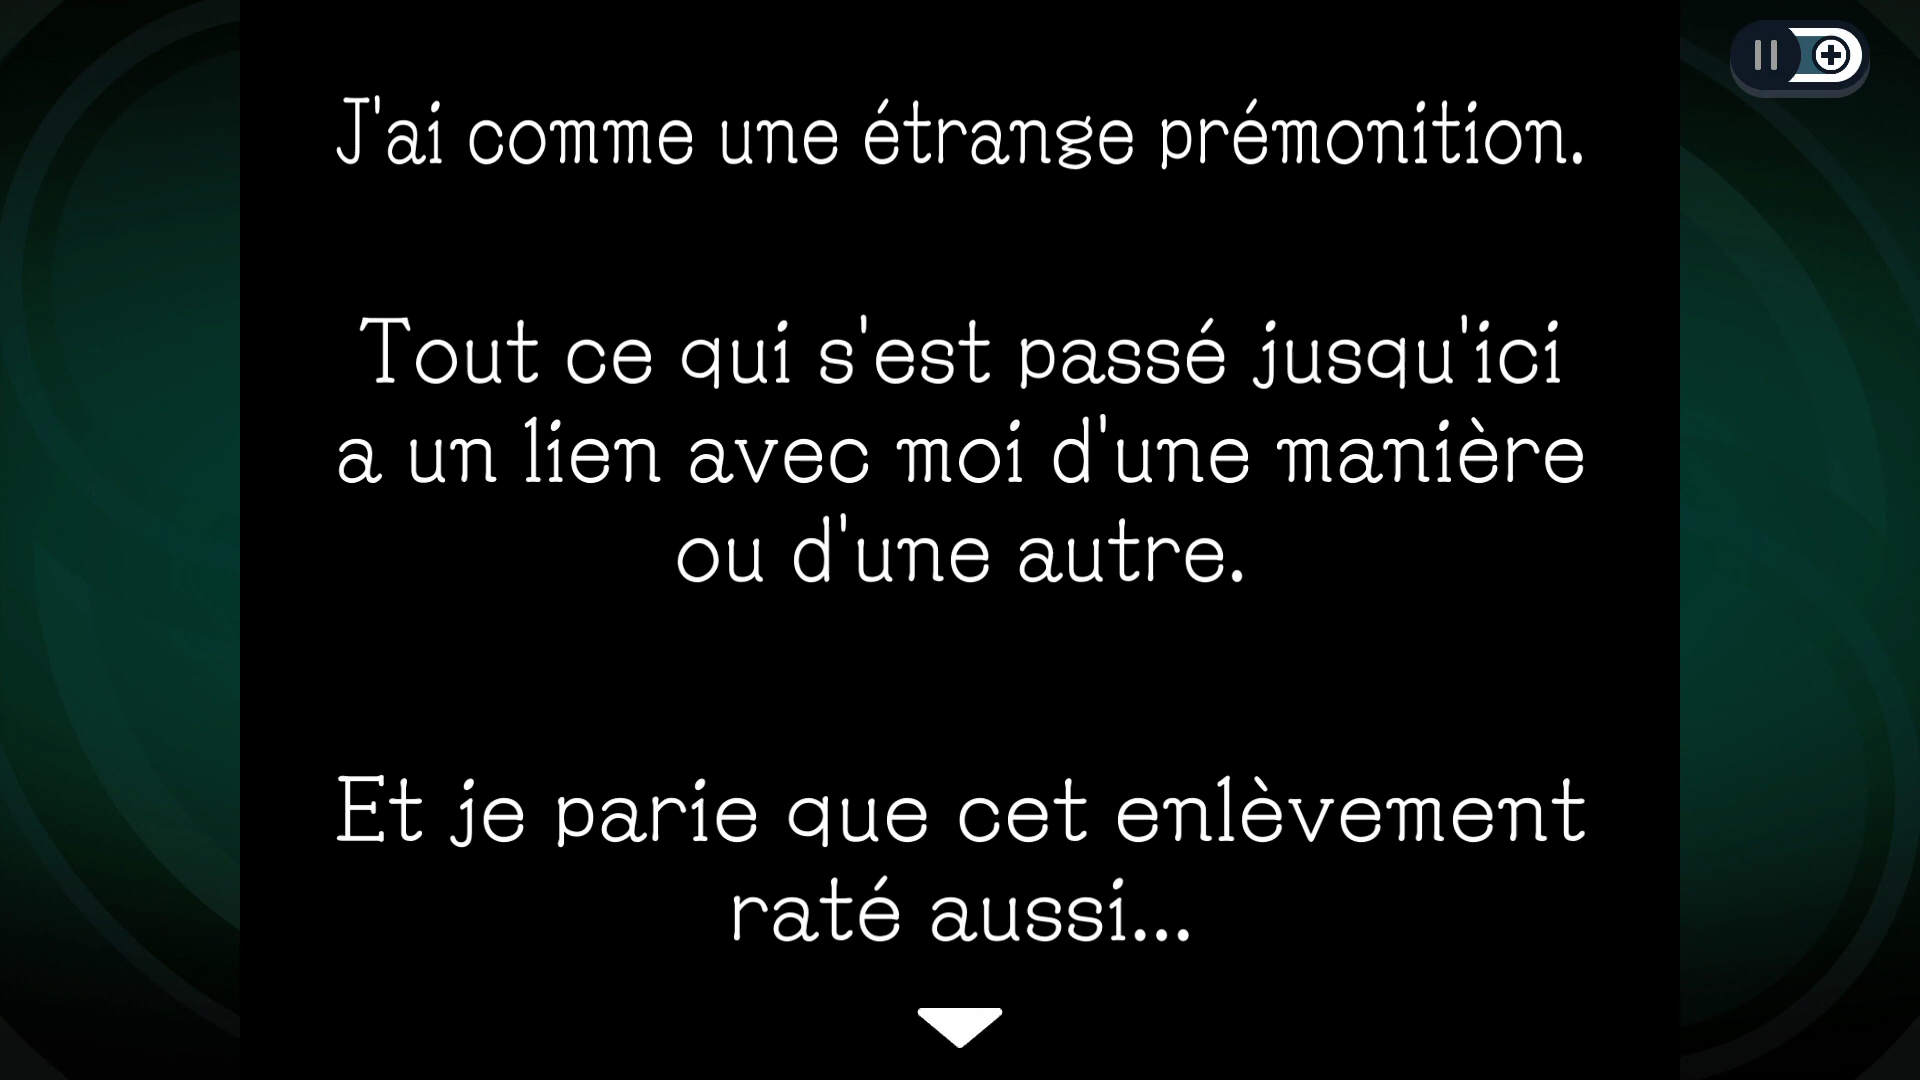 J'ai comme une étrange prémonition.
Tout ce qui s'est passé jusqu'ici
a un lien avec moi d'une manière
ou d'une autre.
Et je parie que cet enlèvement
raté aussi...